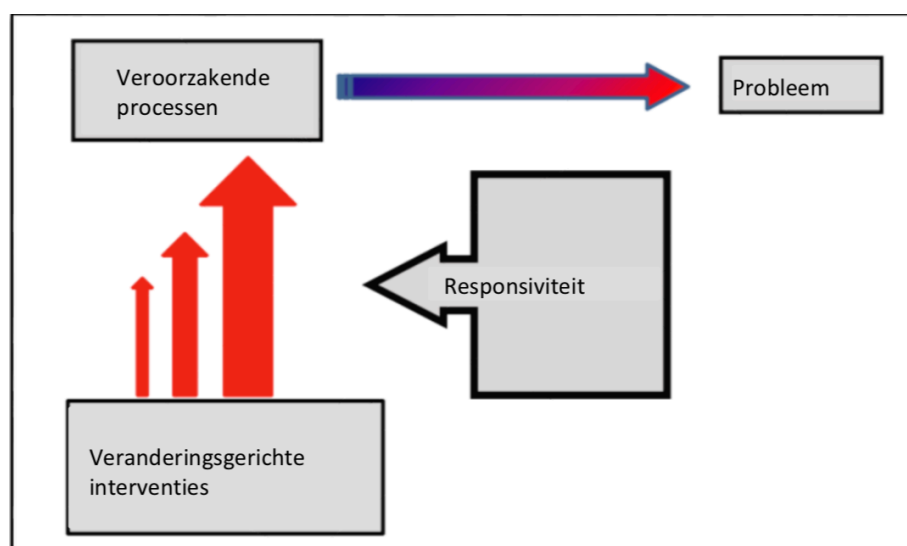 Veroorzakende
processen
Probleem
Responsiviteit
Veranderingsgerichte
interventies